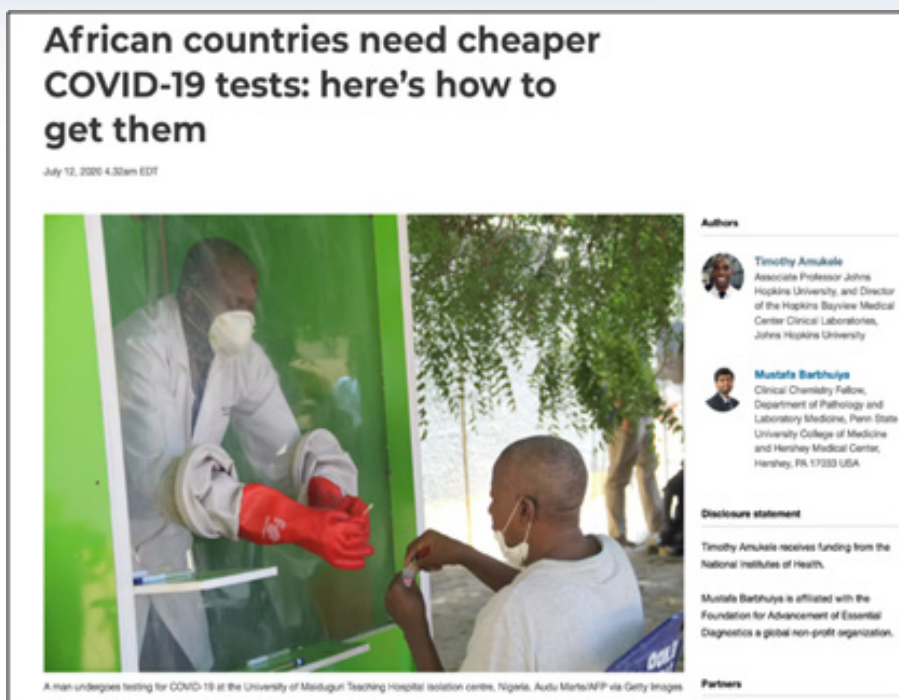 African countries need cheaper
COVID-19 tests: here's how to
get them
July 12, 2020 4.32am EDT
Authors
Timothy Amukele
Associate Professor Johns
Hopkins University, and Director
of the Hopkins Bayview Medical
Center Clinical Laboratories,
Johns Hopkins University
Mustafa Barbhuiya
Clinical Chemistry Fellow,
Department of Pathology and
Laboratory Medicine, Penn State
University College of Medicine
and Hershey Medical Center,
Hershey, PA 17033 USA
Disclosure statement
Timothy Amukele receives funding from the
National Institutes of Health.
Mustafa Barbhuiya is affiliated with the
Foundation for Advancement of Essential
Diagnostics a global non-profit organization.
A man undergoes testing for COVID-19 at the University of Maiduguri Teaching Hospital isolation centre, Nigeria. Audu Marte/AFP via Getty Images
Partners